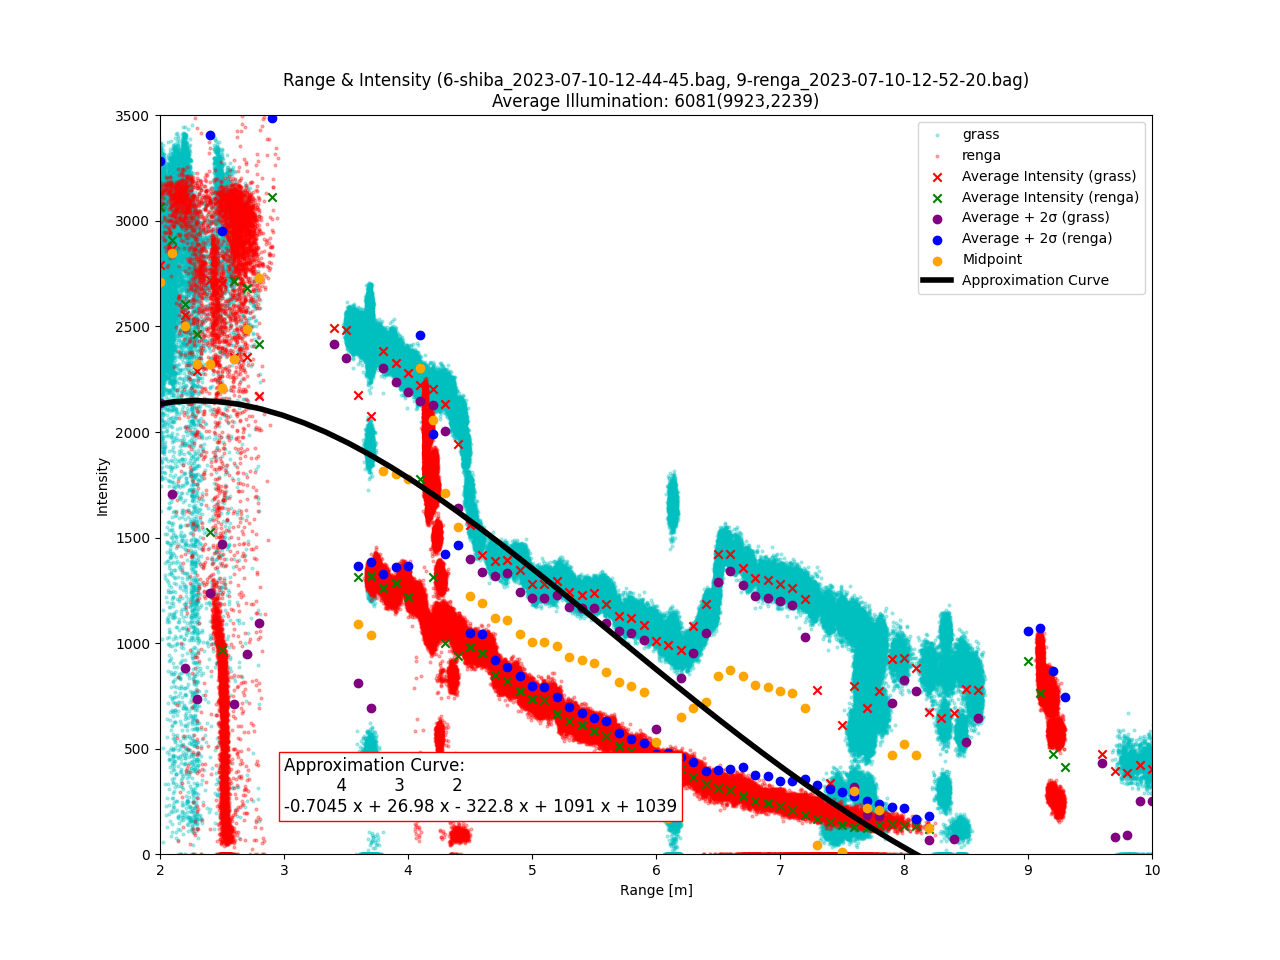 Range & Intensity (6-shiba_2023-07-10-12-44-45.bag, 9-renga_2023-07-10-12-52-20.bag)
Average Illumination: 6081(9923,2239)
3500
3000
2500
2000
1500
1000
500
0
Intensity
grass
renga
Average Intensity (grass)
Average Intensity (renga)
Average + 2σ (grass)
Average + 2σ (renga)
Midpoint
Approximation Curve
Approximation Curve:
4 3 2
-0.7045 x + 26.98 x - 322.8 x + 1091 x + 1039
2 3 4 5 6 7 8 9 10
Range [m]